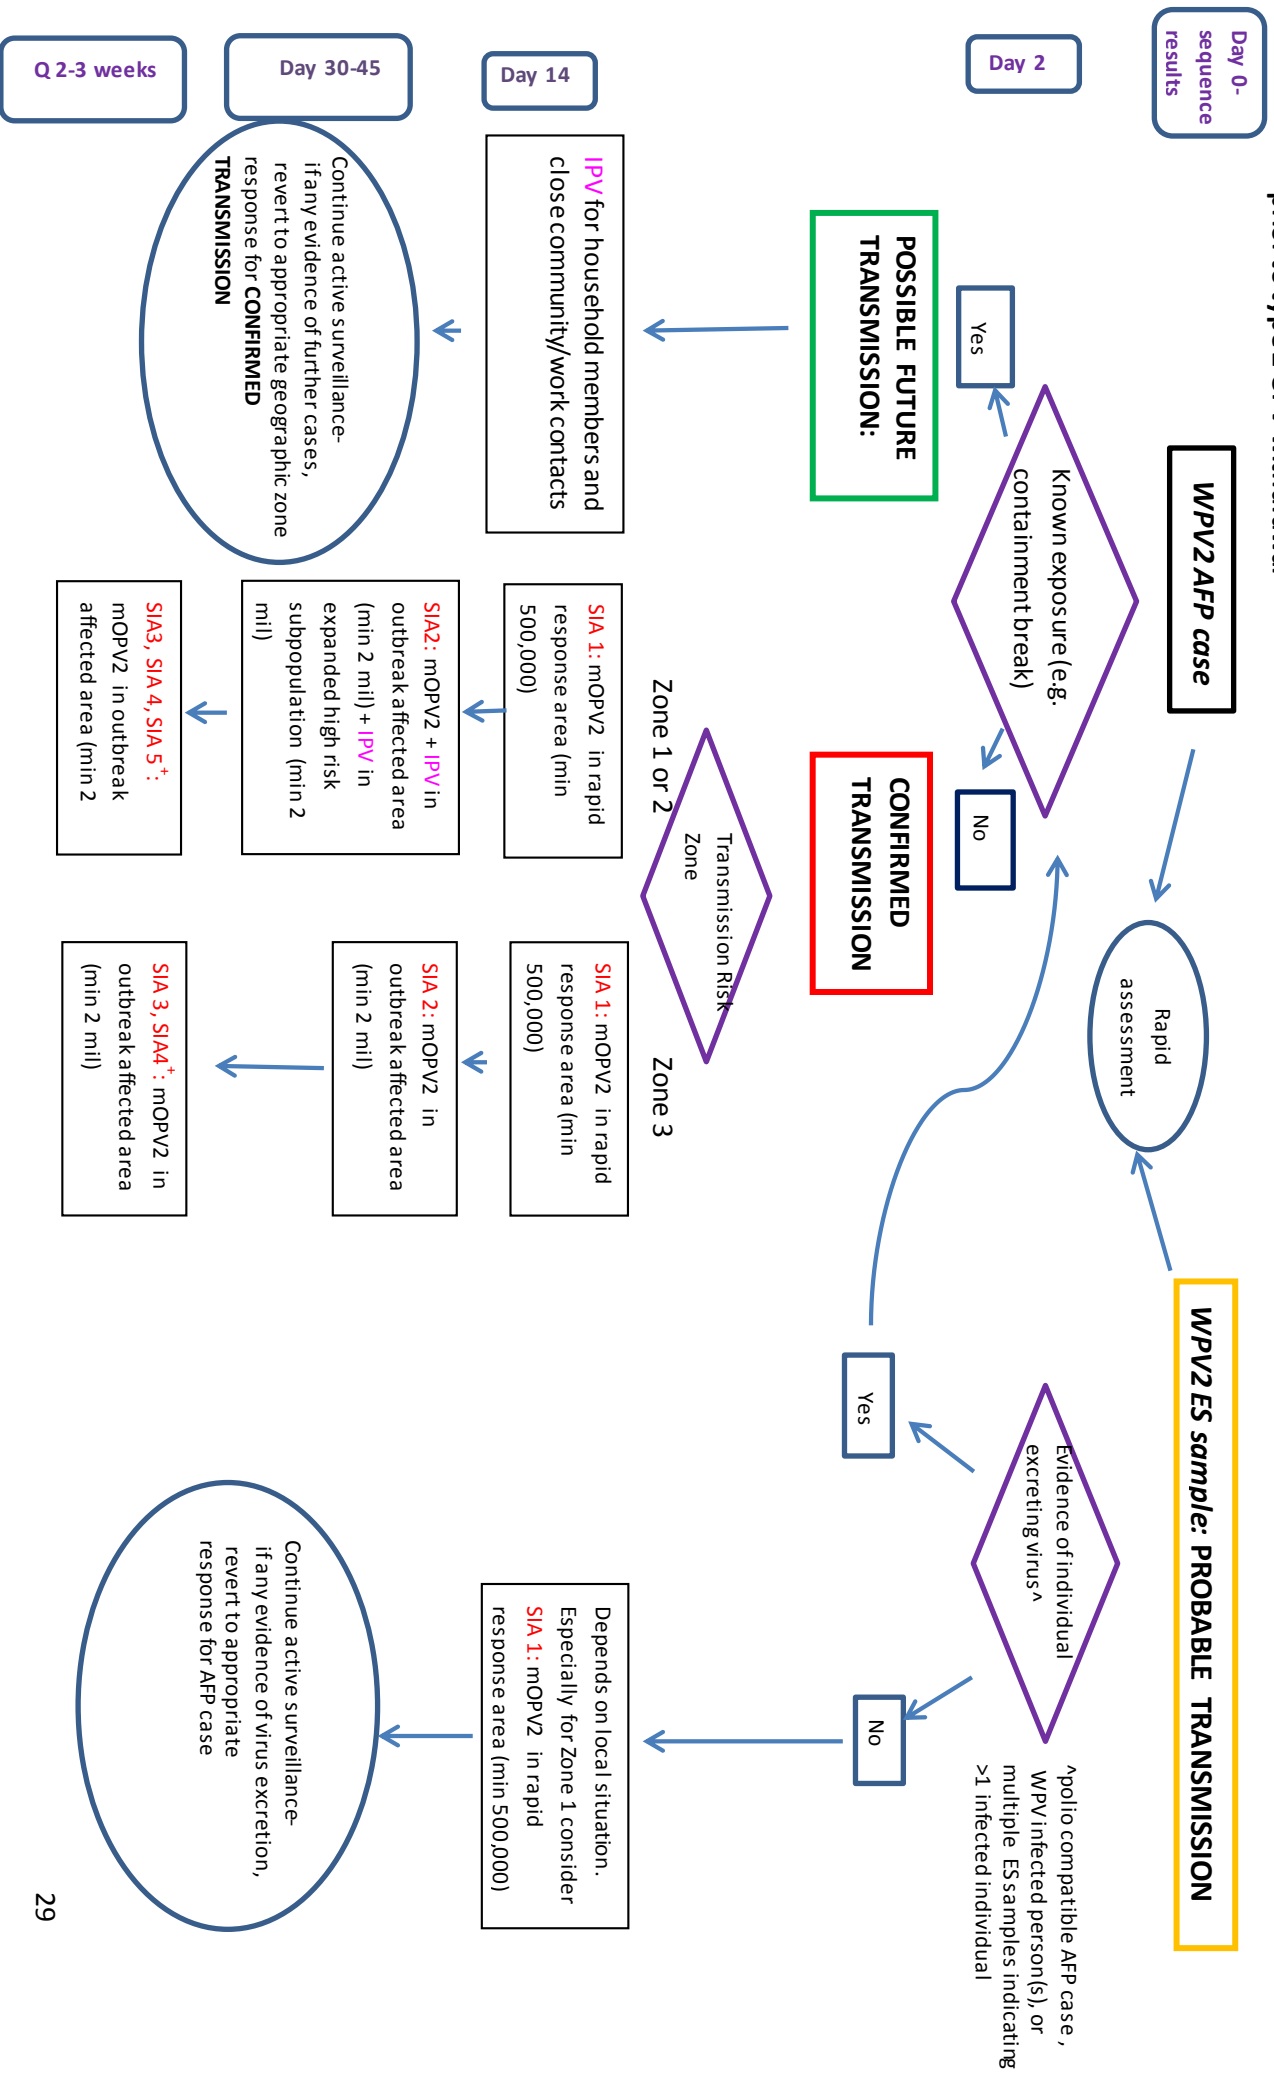 Day 0-
sequence
results
WPV2 AFP case
WPV2 ES sample: PROBABLE TRANSMISSION
Rapid
assessment
Day 2
Known exposure (e.g.
containment break)
Evidence of individual
excreting virus^
^polio compatible AFP case ,
WPV infected person(s), or
multiple ES samples indicating
>1 infected individual
Yes
No
Yes
No
POSSIBLE FUTURE
TRANSMISSION:
CONFIRMED
TRANSMISSION
Transmission Risk
Zone
Zone 1 or 2
Zone 3
Day 14
IPV for household members and
close community/work contacts
SIA 1: mOPV2 in rapid
response area (min
500,000)
SIA 1: mOPV2 in rapid
response area (min
500,000)
Depends on local situation.
Especially for Zone 1 consider
SIA 1: mOPV2 in rapid
response area (min 500,000)
Day 30-45
Continue active surveillance-
if any evidence of further cases,
revert to appropriate geographic zone
response for CONFIRMED
TRANSMISSION
SIA2: mOPV2 + IPV in
outbreak affected area
(min 2 mil) + IPV in
expanded high risk
subpopulation (min 2
mil)
SIA 2: mOPV2 in
outbreak affected area
(min 2 mil)
Continue active surveillance-
if any evidence of virus excretion,
revert to appropriate
response for AFP case
Q 2-3 weeks
SIA3, SIA 4, SIA 5+:
mOPV2 in outbreak
affected area (min 2
SIA 3, SIA4+: mOPV2 in
outbreak affected area
(min 2 mil)
29